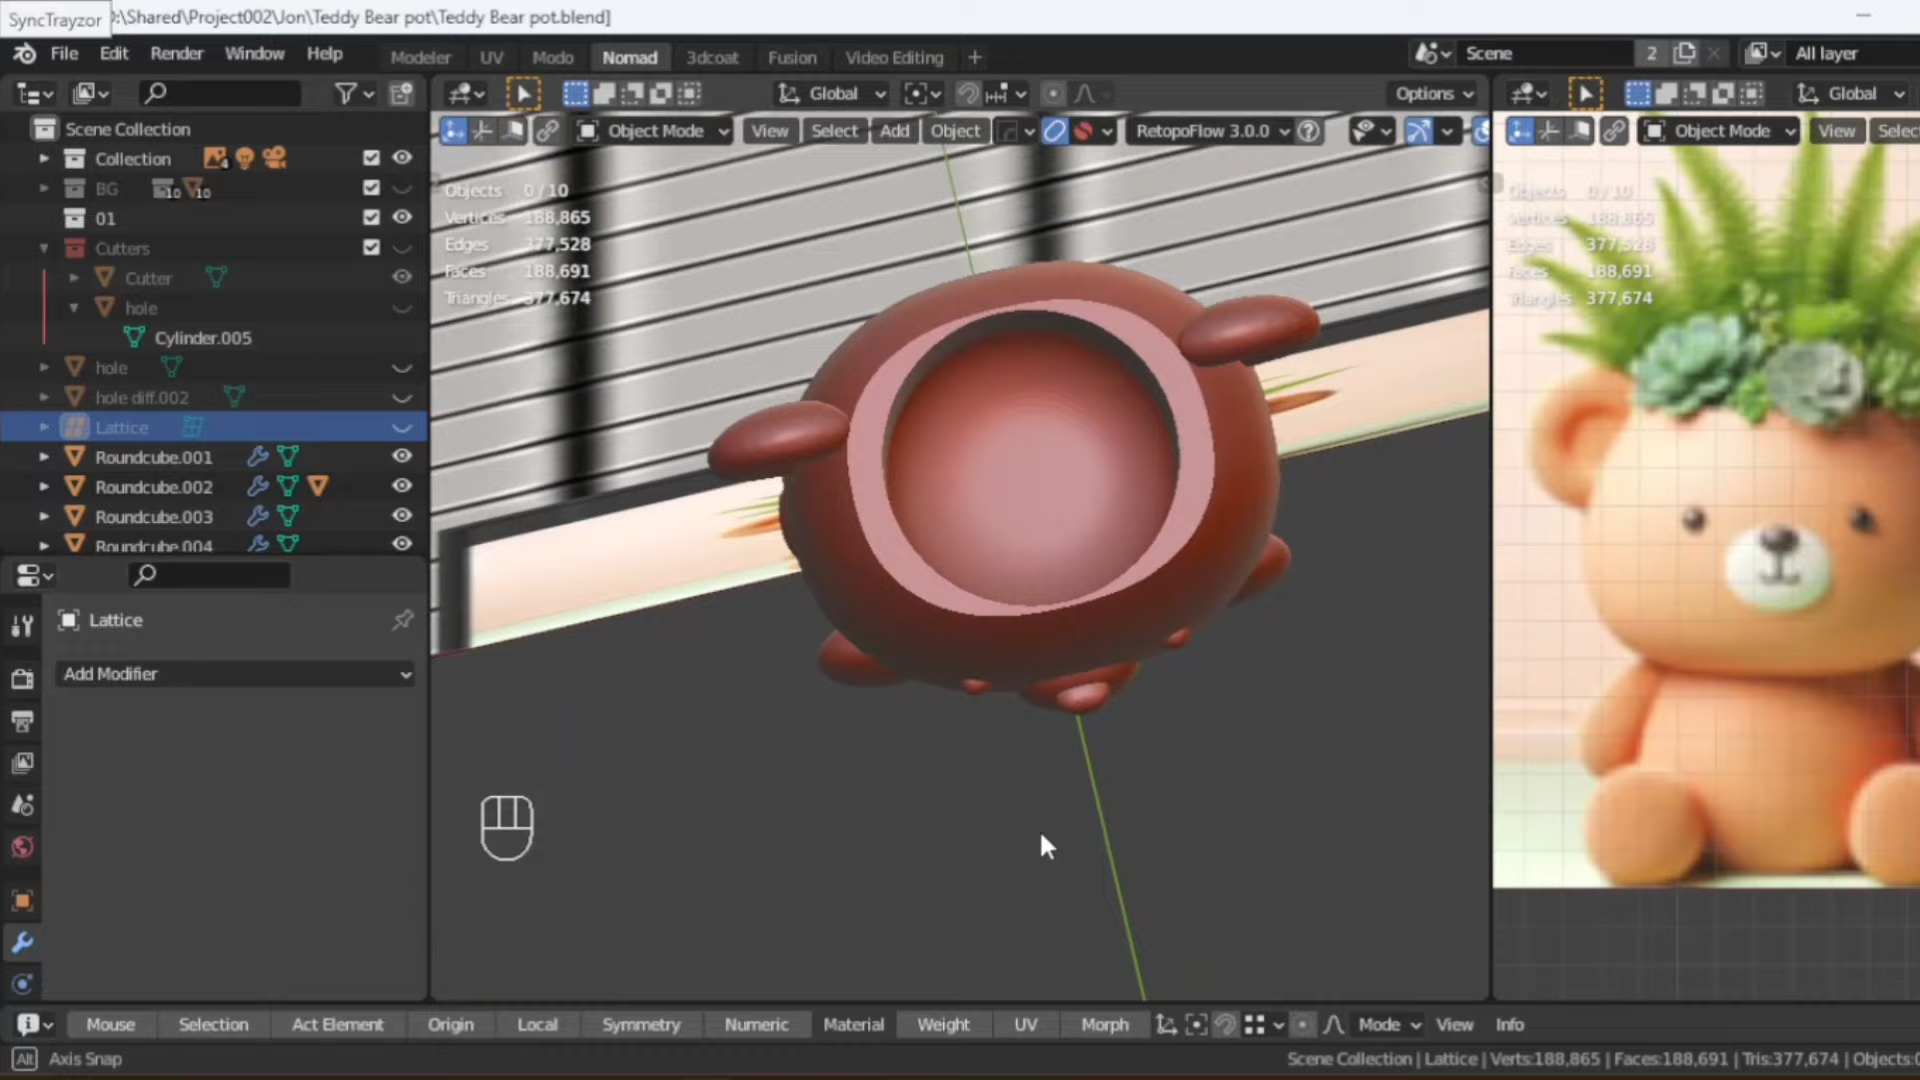 SyncTrayzor :\Shared\Project002\Jon\Teddy Bear pot\Teddy Bear pot.blend]
File Edit Render Window Help Modeler UV Modo Nomad 3dcoat Fusion Video Editing + Scene 2 All layer
Global Options Global
Object Mode View Select Add Object RetopoFlow 3.0.0 Object Mode View Selec
Scene Collection
Collection 4
BG 10 10
01
Cutters
Cutter
hole
Cylinder.005
hole
hole diff.002
Lattice
Roundcube.001
Roundcube.002
Roundcube.003
Roundcube.004
Objects 0/10
Vertices 188,865
Edges 377,528
Faces 188,691
Triangles 377,674
Objects 0/10
Vertices 188,865
Edges 377,528
Faces 188,691
Triangles 377,674
Lattice
Add Modifier
Mouse Selection Act Element Origin Local Symmetry Numeric Material Weight UV Morph Mode View Info
Alt Axis Snap
Scene Collection | Lattice | Verts:188,865 | Faces:188,691 | Tris:377,674 | Objects: